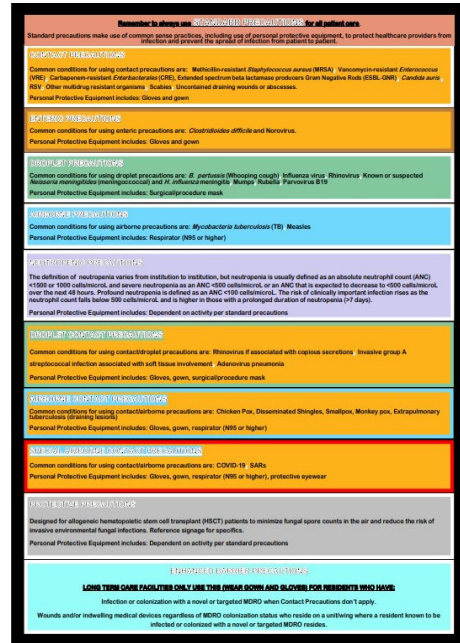 Remember to always use STANDARD PRECAUTIONS for all patient care.
Standard precautions make use of common sense practices, including use of personal protective equipment, to protect healthcare providers from
infection and prevent the spread of infection from patient to patient.
CONTACT PRECAUTIONS
Common conditions for using contact precautions are: Methicillin-resistant Staphylococcus aureus (MRSA) Vancomycin-resistant Enterococcus
(VRE) Carbapenem-resistant Enterbacterales (CRE), Extended spectrum beta lactamase producers Gram Negative Rods (ESBL-GNR) Candida auris,
RSV Other multidrug resistant organisms Scabies Uncontained draining wounds or abscesses.
Personal Protective Equipment includes: Gloves and gown
ENTERIC PRECAUTIONS
Common conditions for using enteric precautions are: Clostridioides difficile and Norovirus.
Personal Protective Equipment includes: Gloves and gown
DROPLET PRECAUTIONS
Common conditions for using droplet precautions are: B. pertussis (Whooping cough) Influenza virus Rhinovirus Known or suspected
Neisseria meningitides (meningoccoccal) and H. influenza meningitis Mumps Rubella Parvovirus B19
Personal Protective Equipment includes: Surgical/procedure mask
AIRBORNE PRECAUTIONS
Common conditions for using airborne precautions are: Mycobacteria tuberculosis (TB) Measles
Personal Protective Equipment includes: Respirator (N95 or higher)
NEUTROPENIC PRECAUTIONS
The definition of neutropenia varies from institution to institution, but neutropenia is usually defined as an absolute neutrophil count (ANC)
<1500 or 1000 cells/microL and severe neutropenia as an ANC <500 cells/microL or an ANC that is expected to decrease to <500 cells/microL
over the next 48 hours. Profound neutropenia is defined as an ANC <100 cells/microL. The risk of clinically important infection rises as the
neutrophil count falls below 500 cells/microL and is higher in those with a prolonged duration of neutropenia (>7 days).
Personal Protective Equipment includes: Dependent on activity per standard precautions
DROPLET CONTACT PRECAUTIONS
Common conditions for using contact/droplet precautions are: Rhinovirus if associated with copious secretions Invasive group A
streptococcal infection associated with soft tissue involvement Adenovirus pneumonia
Personal Protective Equipment includes: Gloves, gown, surgical/procedure mask
AIRBORNE CONTACT PRECAUTIONS
Common conditions for using contact/airborne precautions are: Chicken Pox, Disseminated Shingles, Smallpox, Monkey pox, Extrapulmonary
tuberculosis (draining lesions)
Personal Protective Equipment includes: Gloves, gown, respirator (N95 or higher)
SPECIAL AIRBORNE CONTACT PRECAUTIONS
Common conditions for using contact/airborne precautions are: COVID-19 SARs
Personal Protective Equipment includes: Gloves, gown, respirator (N95 or higher), protective eyewear
PROTECTIVE PRECAUTIONS
Designed for allogeneic hematopoietic stem cell transplant (HSCT) patients to minimize fungal spore counts in the air and reduce the risk of
invasive environmental fungal infections. Reference signage for specifics.
Personal Protective Equipment includes: Dependent on activity per standard precautions
ENHANCED BARRIER PRECAUTIONS
LONG TERM CARE FACILITIES ONLY USE THIS (WEAR GOWN AND GLOVES) FOR RESIDENTS WHO HAVE:
Infection or colonization with a novel or targeted MDRO when Contact Precautions don't apply.
Wounds and/or indwelling medical devices regardless of MDRO colonization status who reside on a unit/wing where a resident known to be
infected or colonized with a novel or targeted MDRO resides.